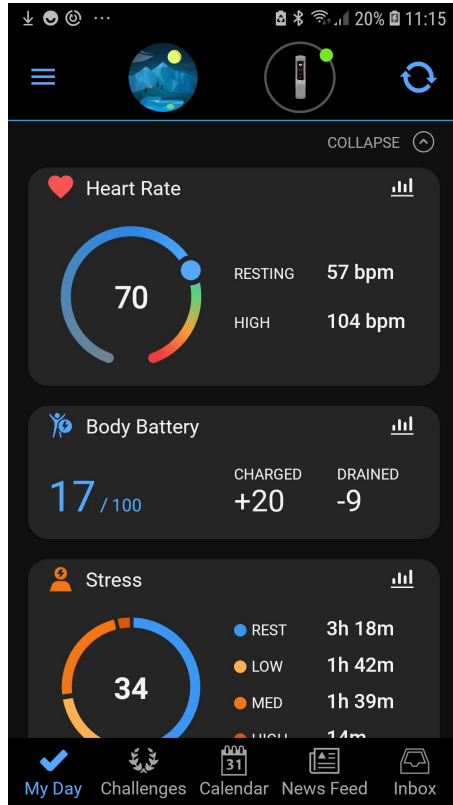 20% 11:15
COLLAPSE
Heart Rate
70
RESTING 57 bpm
HIGH 104 bpm
Body Battery
17 / 100
CHARGED DRAINED
+20 -9
Stress
34
REST 3h 18m
LOW 1h 42m
MED 1h 39m
HIGH 14m
31
My Day Challenges Calendar News Feed Inbox